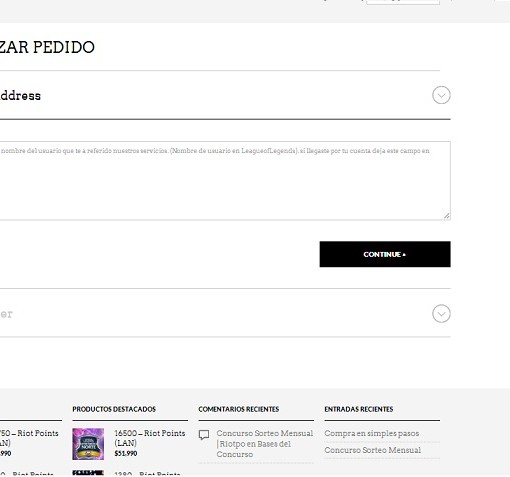 ZAR PEDIDO
ddress
nombre del usuario que te a referido nuestros servicios. (Nombre de usuario en LeagueofLegends), si llegaste por tu cuenta deja este campo en
CONTINUE »
er
PRODUCTOS DESTACADOS
COMENTARIOS RECIENTES
ENTRADAS RECIENTES
750 – Riot Points
AN)
.990
16500 – Riot Points
(LAN)
$51.990
Concurso Sorteo Mensual
| Riotpo en Bases del
Concurso
Compra en simples pasos
Concurso Sorteo Mensual
1380 – Riot Points